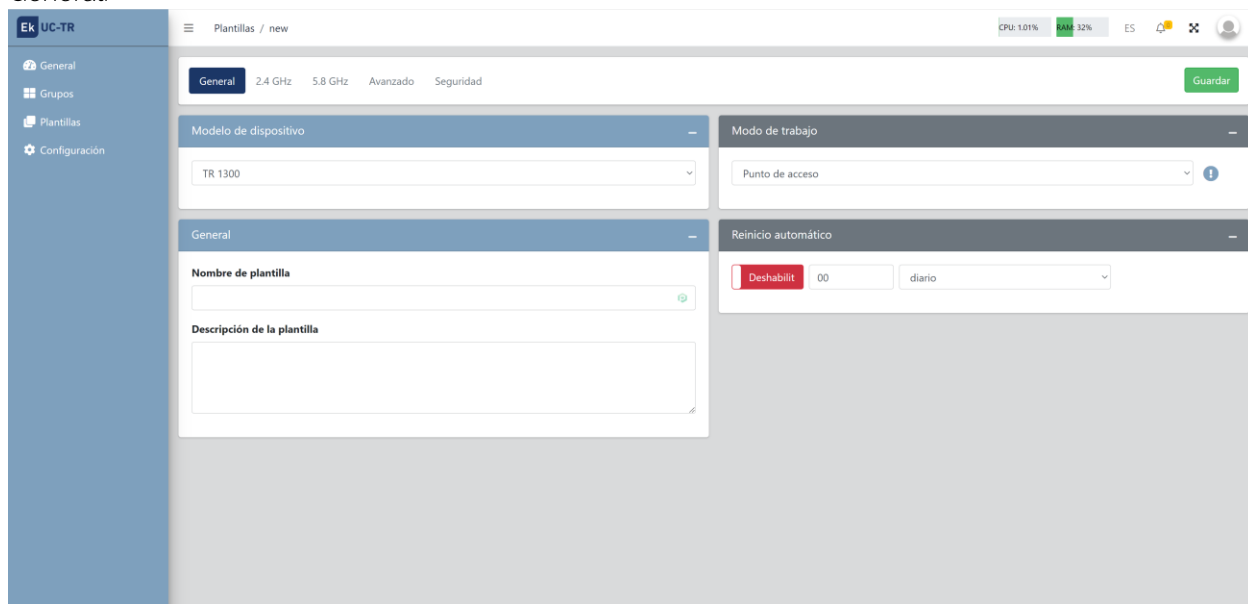 General.
Ek UC-TR
Plantillas / new
CPU: 1.01%
RAM: 32%
ES
General
Grupos
Plantillas
Configuración
General 2.4 GHz 5.8 GHz Avanzado Seguridad
Guardar
Modelo de dispositivo
TR 1300
Modo de trabajo
Punto de acceso
General
Nombre de plantilla
Descripción de la plantilla
Reinicio automático
Deshabilit 00 diario